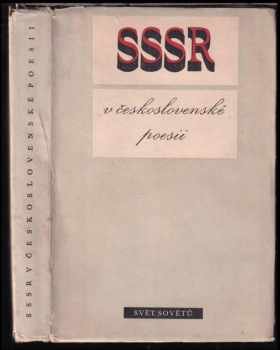 SSSR V ČESKOSLOVENSKÉ POESII
SSSR
v československé
poesii
SVĚT SOVĚTŮ